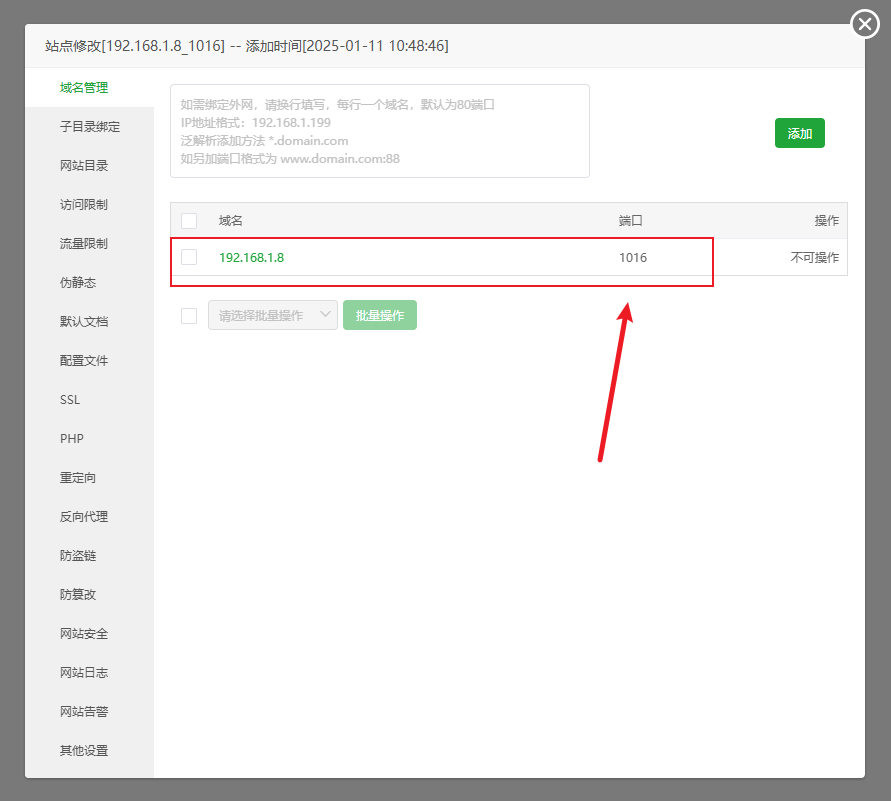 站点修改[192.168.1.8_1016] -- 添加时间[2025-01-11 10:48:46]
域名管理
子目录绑定
网站目录
访问限制
流量限制
伪静态
默认文档
配置文件
SSL
PHP
重定向
反向代理
防盗链
防篡改
网站安全
网站日志
网站告警
其他设置
如需绑定外网，请换行填写，每行一个域名，默认为80端口
IP地址格式：192.168.1.199
泛解析添加方法 *.domain.com
如另加端口格式为 www.domain.com:88
添加
域名 端口 操作
192.168.1.8 1016 不可操作
请选择批量操作 批量操作